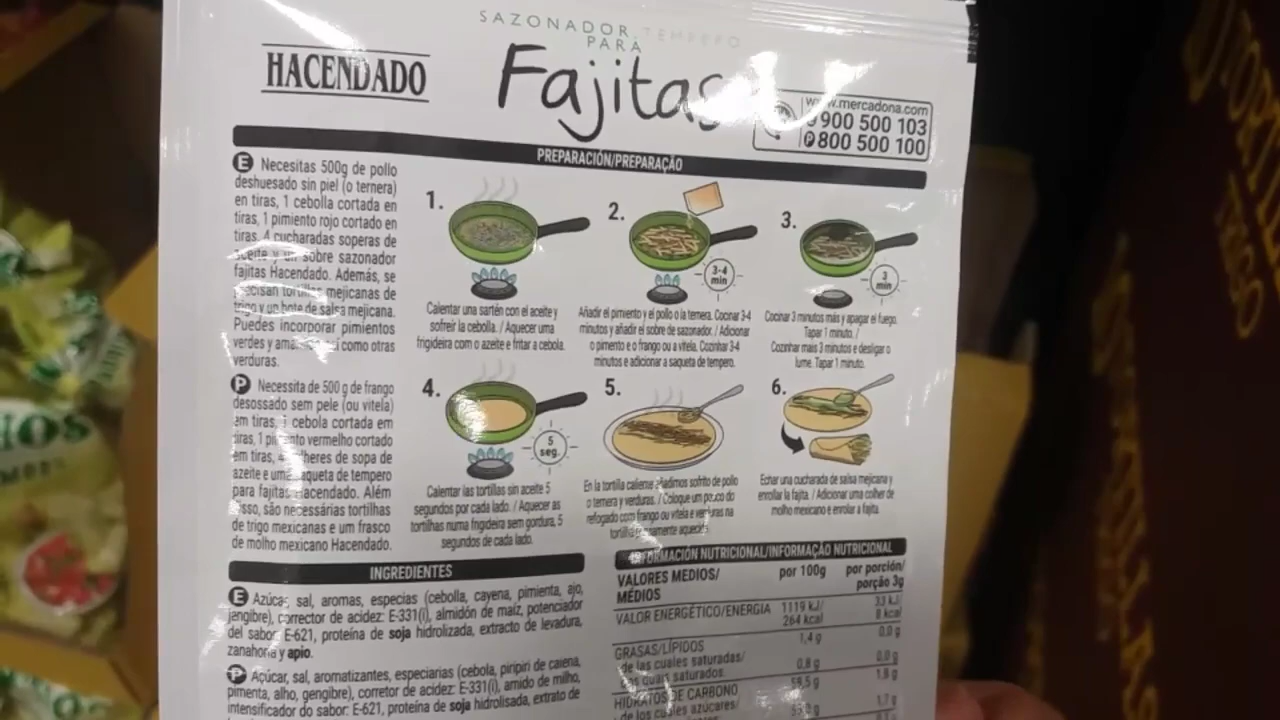 SAZONADOR TEMPERO
PARA
HACENDADO
Fajitas
www.mercadona.com
900 500 103
P 800 500 100
PREPARACIÓN/PREPARAÇÃO
E Necesitas 500g de pollo
deshuesado sin piel (o ternera)
en tiras, 1 cebolla cortada en
tiras, 1 pimiento rojo cortado en
tiras, 4 cucharadas soperas de
aceite y un sobre sazonador
fajitas Hacendado. Además, se
precisan tortillas mejicanas de
trigo y un bote de salsa mejicana.
Puedes incorporar pimientos
verdes y así como otras
verduras.
P Necessita de 500 g de frango
desossado sem pele (ou vitela)
em tiras, cebola cortada em
tiras, 1 pimento vermelho cortado
em tiras, 4 colheres de sopa de
azeite e uma saqueta de tempero
para fajitas Hacendado. Além
disso, são necessárias tortilhas
de trigo mexicanas e um frasco
de molho mexicano Hacendado.
1.
Calentar una sartén con el aceite y
sofreír la cebolla. / Aquecer uma
frigideira com o azeite e fritar a cebola.
2.
3-4
min
Añadir el pimiento y el pollo o la ternera. Cocinar 3-4
minutos y añadir el sobre de sazonador. / Adicionar
o pimento e o frango ou a vitela. Cozinhar 3-4
minutos e adicionar a saqueta de tempero.
3.
3
min
Cocinar 3 minutos más y apagar el fuego.
Tapar 1 minuto. /
Cozinhar mais 3 minutos e desligar o
lume. Tapar 1 minuto.
4.
5
seg.
Calentar las tortillas sin aceite 5
segundos por cada lado. / Aquecer as
tortilhas numa frigideira sem gordura, 5
segundos de cada lado.
5.
En la tortilla caliente añadimos sofrito de pollo
o ternera y verduras. / Coloque um pouco do
refogado com frango ou vitela e verduras na
tortilha aquecida.
6.
Echar una cucharada de salsa mejicana y
enrollar la fajita. / Adicionar uma colher de
molho mexicano e enrolar a fajita.
INGREDIENTES
E Azúcar, sal, aromas, especias (cebolla, cayena, pimienta, ajo,
jengibre), corrector de acidez: E-331(i), almidón de maíz, potenciador
del sabor: E-621, proteína de soja hidrolizada, extracto de levadura,
zanahoria y apio.
P Açúcar, sal, aromatizantes, especiarias (cebola, piripiri de caiena,
pimenta, alho, gengibre), corretor de acidez: E-331(i), amido de milho,
intensificador do sabor: E-621, proteína de soja hidrolisada, extrato de
INFORMACIÓN NUTRICIONAL/INFORMAÇÃO NUTRICIONAL
VALORES MEDIOS/ por 100g por porción/
MÉDIOS porção 3g
VALOR ENERGÉTICO/ENERGIA 1119 kJ/ 33 kJ/
264 kcal 8 kcal
GRASAS/LÍPIDOS 1,4 g 0,0 g
de las cuales saturadas/
dos quais saturados 0,8 g 0,0 g
HIDRATOS DE CARBONO 58,5 g 1,8 g
de los cuales azúcares/ 1,7 g